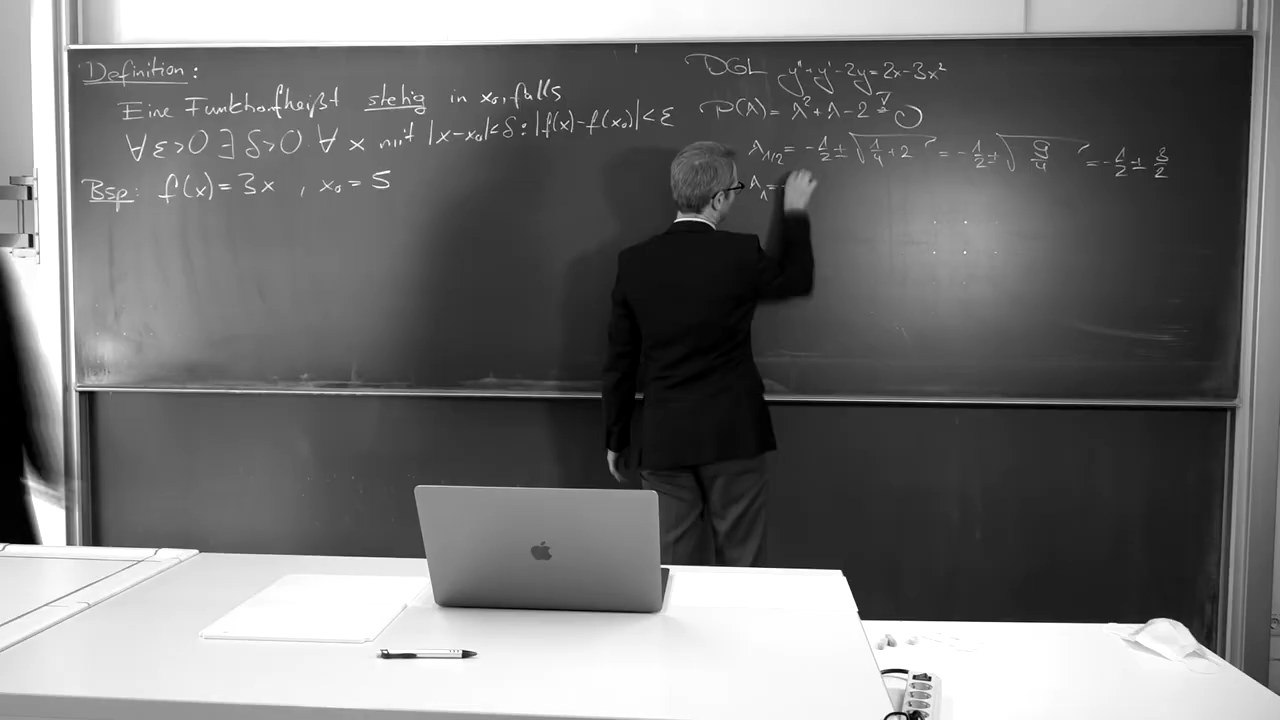 Definition:
Eine Funktion f heißt stetig in x₀, falls
∀ ε>0 ∃ δ>0 ∀ x mit |x-x₀|<δ: |f(x)-f(x₀)|<ε
Bsp: f(x)=3x , x₀=5
DGL y''+y'-2y=2x-3x²
P(λ)=λ²+λ-2=0
λ₁/₂=-1/2±√(1/4+2)=-1/2±√(9/4)=-1/2±3/2
λ₁=